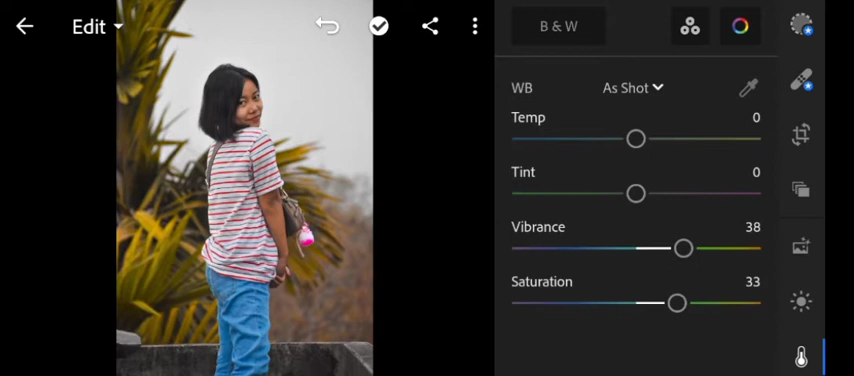 Edit
B & W
WB As Shot
Temp 0
Tint 0
Vibrance 38
Saturation 33